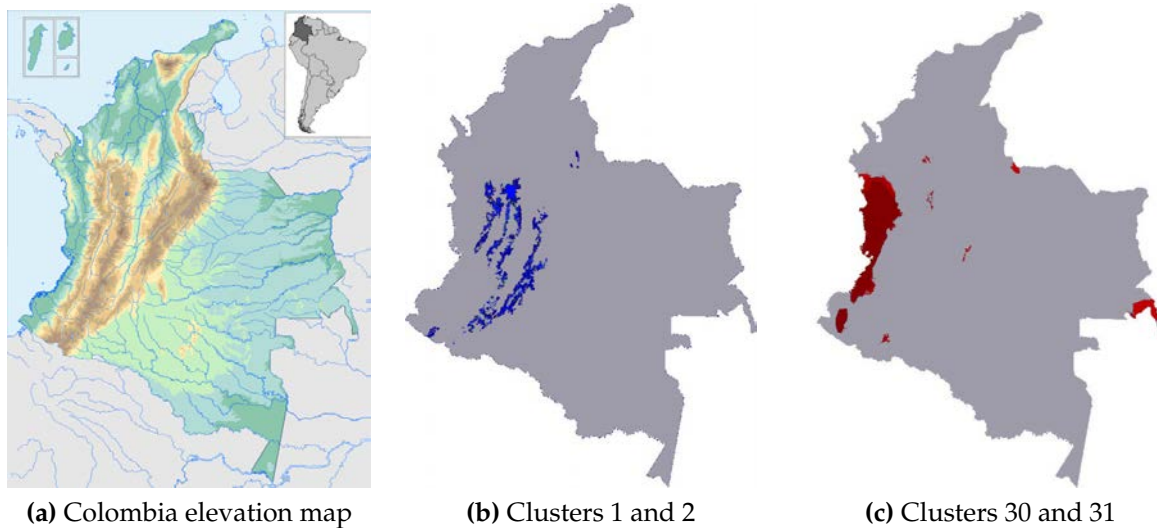 (a) Colombia elevation map
(b) Clusters 1 and 2
(c) Clusters 30 and 31